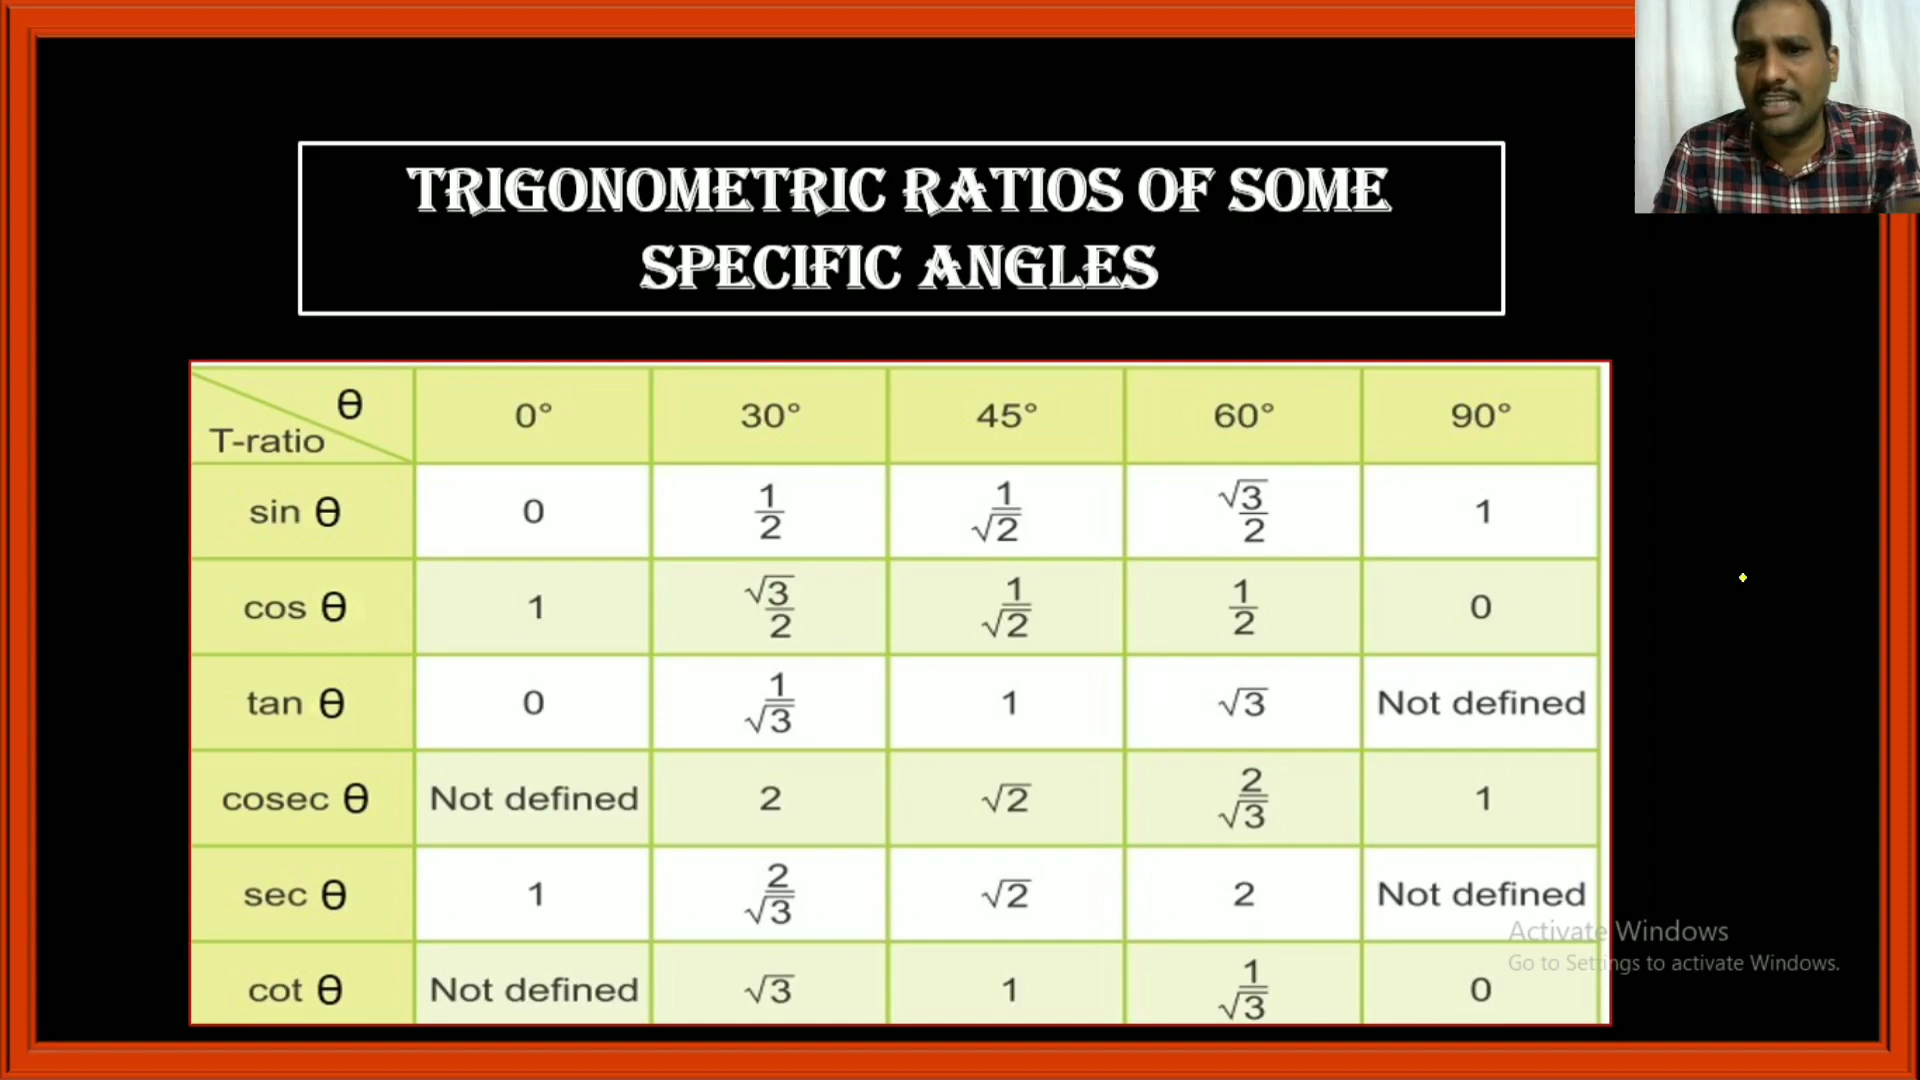 TRIGONOMETRIC RATIOS OF SOME
SPECIFIC ANGLES
θ
T-ratio
0° 30° 45° 60° 90°
sin θ 0 1/2 1/√2 √3/2 1
cos θ 1 √3/2 1/√2 1/2 0
tan θ 0 1/√3 1 √3 Not defined
cosec θ Not defined 2 √2 2/√3 1
sec θ 1 2/√3 √2 2 Not defined
cot θ Not defined √3 1 1/√3 0
Activate Windows
Go to Settings to activate Windows.